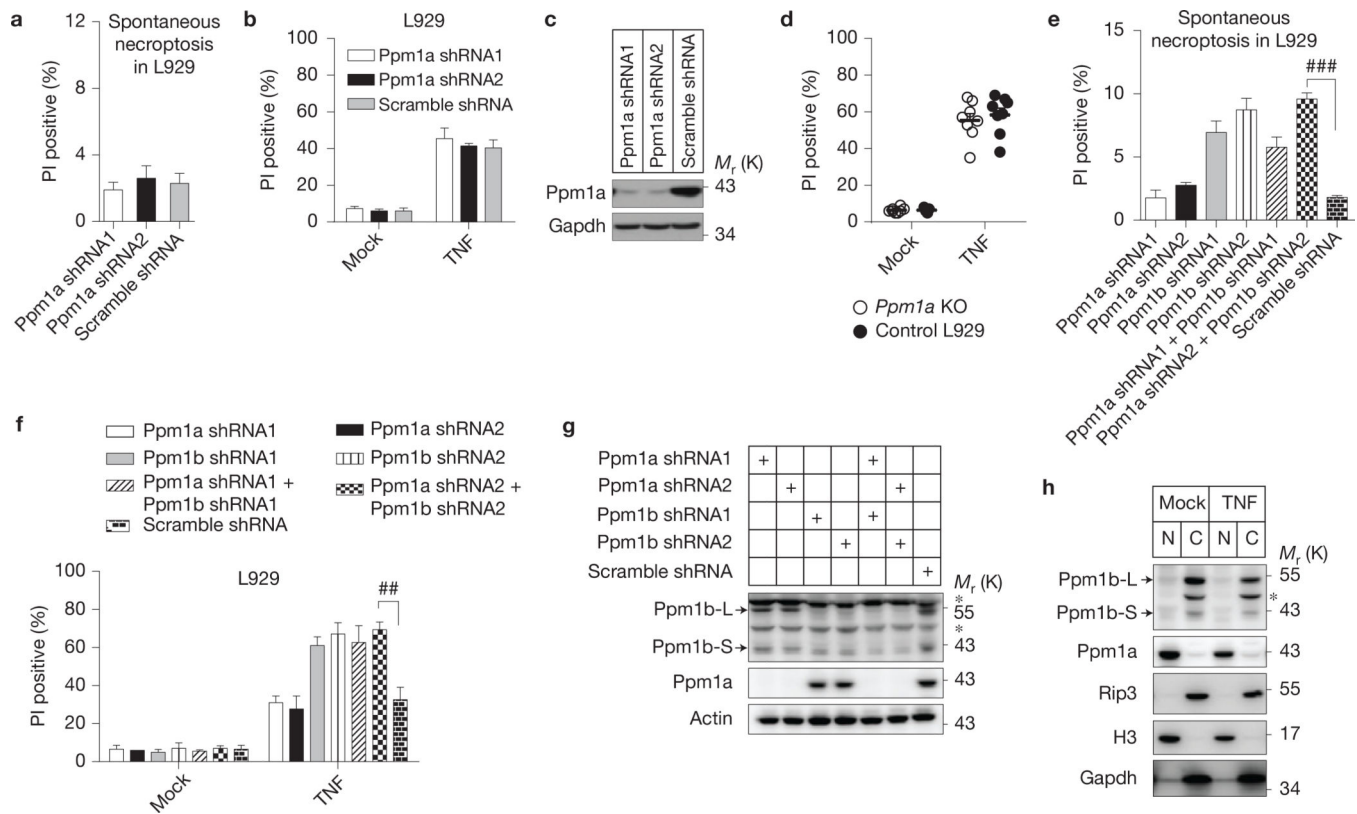 a
Spontaneous
necroptosis
in L929
PI positive (%)
12
9
6
3
0
Ppm1a shRNA1
Ppm1a shRNA2
Scramble shRNA
b
L929
PI positive (%)
100
80
60
40
20
0
Ppm1a shRNA1
Ppm1a shRNA2
Scramble shRNA
Mock
TNF
c
Ppm1a shRNA1
Ppm1a shRNA2
Scramble shRNA
Mr (K)
Ppm1a
43
Gapdh
34
d
PI positive (%)
100
80
60
40
20
0
Mock
TNF
Ppm1a KO
Control L929
e
Spontaneous
necroptosis in L929
PI positive (%)
15
10
5
0
###
Ppm1a shRNA1
Ppm1a shRNA2
Ppm1b shRNA1
Ppm1b shRNA2
Ppm1a shRNA1 + Ppm1b shRNA1
Ppm1a shRNA2 + Ppm1b shRNA2
Scramble shRNA
f
Ppm1a shRNA1
Ppm1a shRNA2
Ppm1b shRNA1
Ppm1b shRNA2
Ppm1a shRNA1 +
Ppm1b shRNA1
Ppm1a shRNA2 +
Ppm1b shRNA2
Scramble shRNA
L929
PI positive (%)
100
80
60
40
20
0
##
Mock
TNF
g
Ppm1a shRNA1 + +
Ppm1a shRNA2 + +
Ppm1b shRNA1 + +
Ppm1b shRNA2 + +
Scramble shRNA +
Mr (K)
*
Ppm1b-L
55
*
Ppm1b-S
43
Ppm1a
43
Actin
43
h
Mock TNF
N C N C
Mr (K)
Ppm1b-L
55
*
Ppm1b-S
43
Ppm1a
43
Rip3
55
H3
17
Gapdh
34